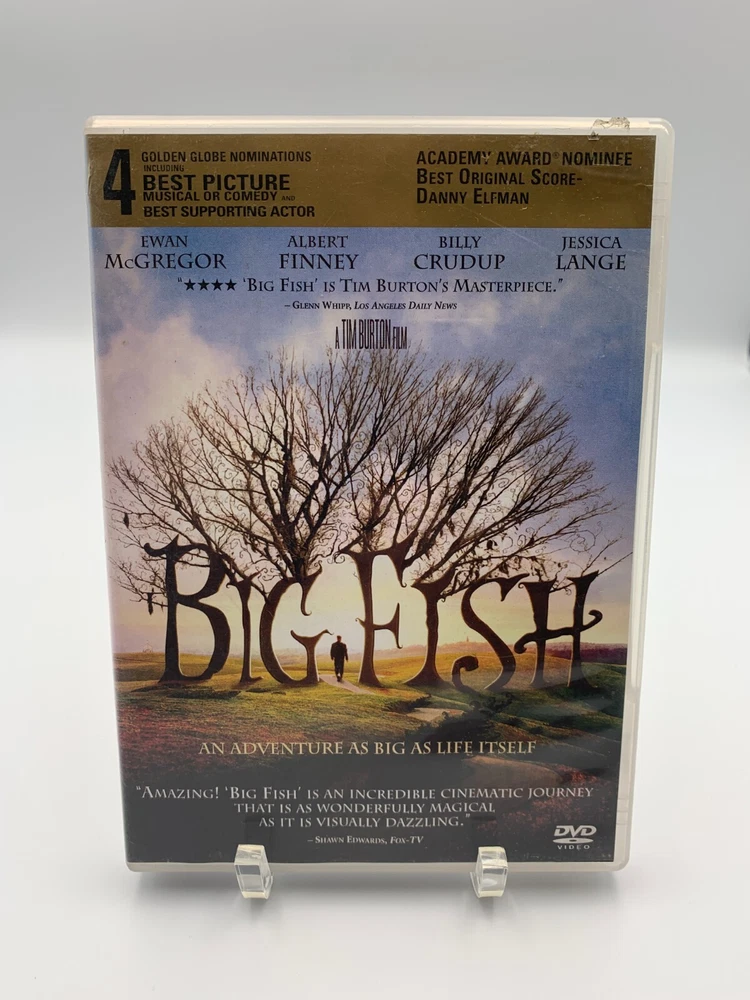 4
GOLDEN GLOBE NOMINATIONS
INCLUDING
BEST PICTURE
MUSICAL OR COMEDY AND
BEST SUPPORTING ACTOR
ACADEMY AWARD® NOMINEE
BEST ORIGINAL SCORE-
DANNY ELFMAN
EWAN
McGREGOR
ALBERT
FINNEY
BILLY
CRUDUP
JESSICA
LANGE
"★★★★ 'BIG FISH' IS TIM BURTON'S MASTERPIECE."
– GLENN WHIPP, LOS ANGELES DAILY NEWS
A TIM BURTON FILM
BIG FISH
AN ADVENTURE AS BIG AS LIFE ITSELF
"AMAZING! 'BIG FISH' IS AN INCREDIBLE CINEMATIC JOURNEY
THAT IS AS WONDERFULLY MAGICAL
AS IT IS VISUALLY DAZZLING."
– SHAWN EDWARDS, FOX-TV
DVD
VIDEO